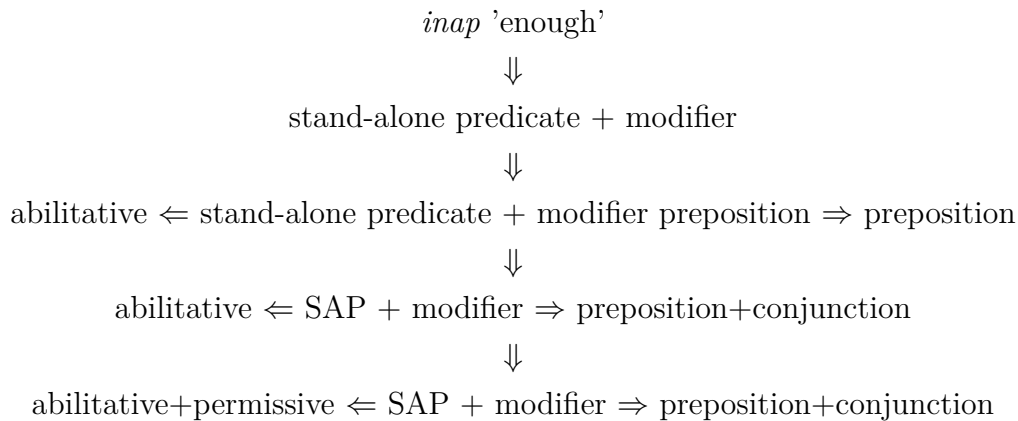 inap 'enough'
⇓
stand-alone predicate + modifier
⇓
abilitative ⇐ stand-alone predicate + modifier preposition ⇒ preposition
⇓
abilitative ⇐ SAP + modifier ⇒ preposition+conjunction
⇓
abilitative+permissive ⇐ SAP + modifier ⇒ preposition+conjunction